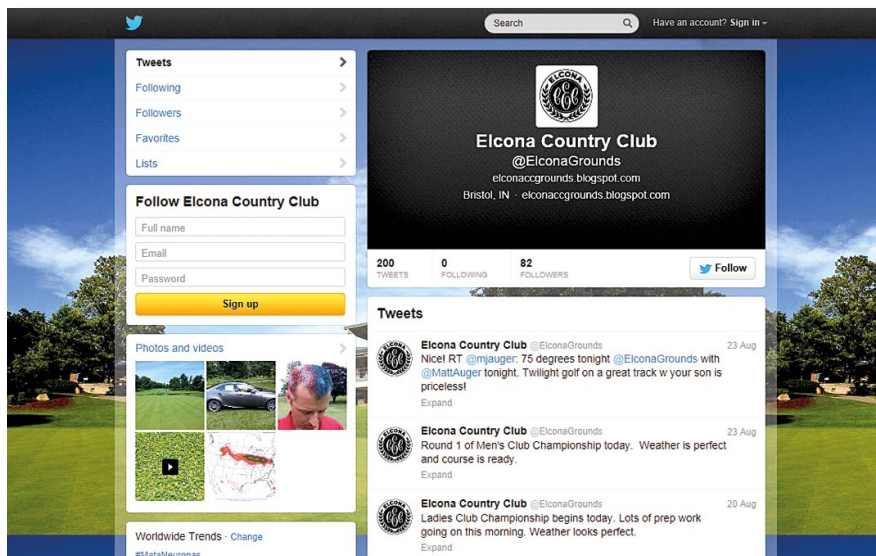 Search
Have an account? Sign in
Tweets
Following
Followers
Favorites
Lists
Follow Elcona Country Club
Full name
Email
Password
Sign up
Photos and videos
Worldwide Trends · Change
#MataNeuronas
ELCONA
Elcona Country Club
@ElconaGrounds
elconaccgrounds.blogspot.com
Bristol, IN · elconaccgrounds.blogspot.com
200
TWEETS
0
FOLLOWING
82
FOLLOWERS
Follow
Tweets
Elcona Country Club @ElconaGrounds 23 Aug
Nice! RT @mjauger: 75 degrees tonight @ElconaGrounds with
@MattAuger tonight. Twilight golf on a great track w your son is
priceless!
Expand
Elcona Country Club @ElconaGrounds 23 Aug
Round 1 of Men's Club Championship today. Weather is perfect
and course is ready.
Expand
Elcona Country Club @ElconaGrounds 20 Aug
Ladies Club Championship begins today. Lots of prep work
going on this morning. Weather looks perfect.
Expand